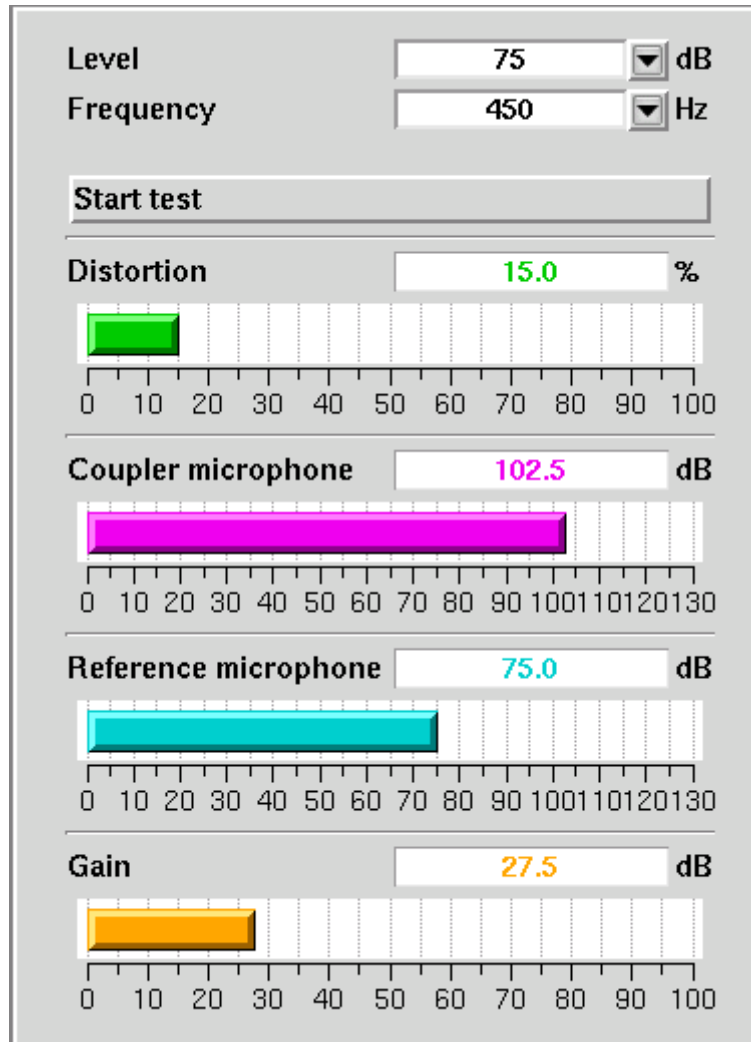 Level 75 dB
Frequency 450 Hz
Start test
Distortion 15.0 %
0 10 20 30 40 50 60 70 80 90 100
Coupler microphone 102.5 dB
0 10 20 30 40 50 60 70 80 90 100 110 120 130
Reference microphone 75.0 dB
0 10 20 30 40 50 60 70 80 90 100 110 120 130
Gain 27.5 dB
0 10 20 30 40 50 60 70 80 90 100